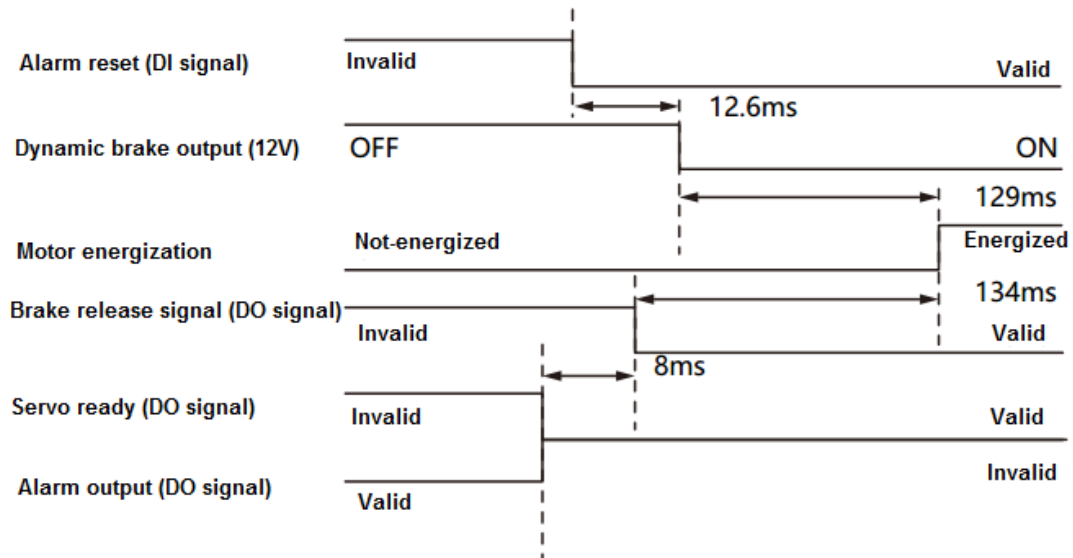 Alarm reset (DI signal)
Invalid
Valid
12.6ms
Dynamic brake output (12V)
OFF
ON
129ms
Motor energization
Not-energized
Energized
134ms
Brake release signal (DO signal)
Invalid
Valid
8ms
Servo ready (DO signal)
Invalid
Valid
Alarm output (DO signal)
Valid
Invalid